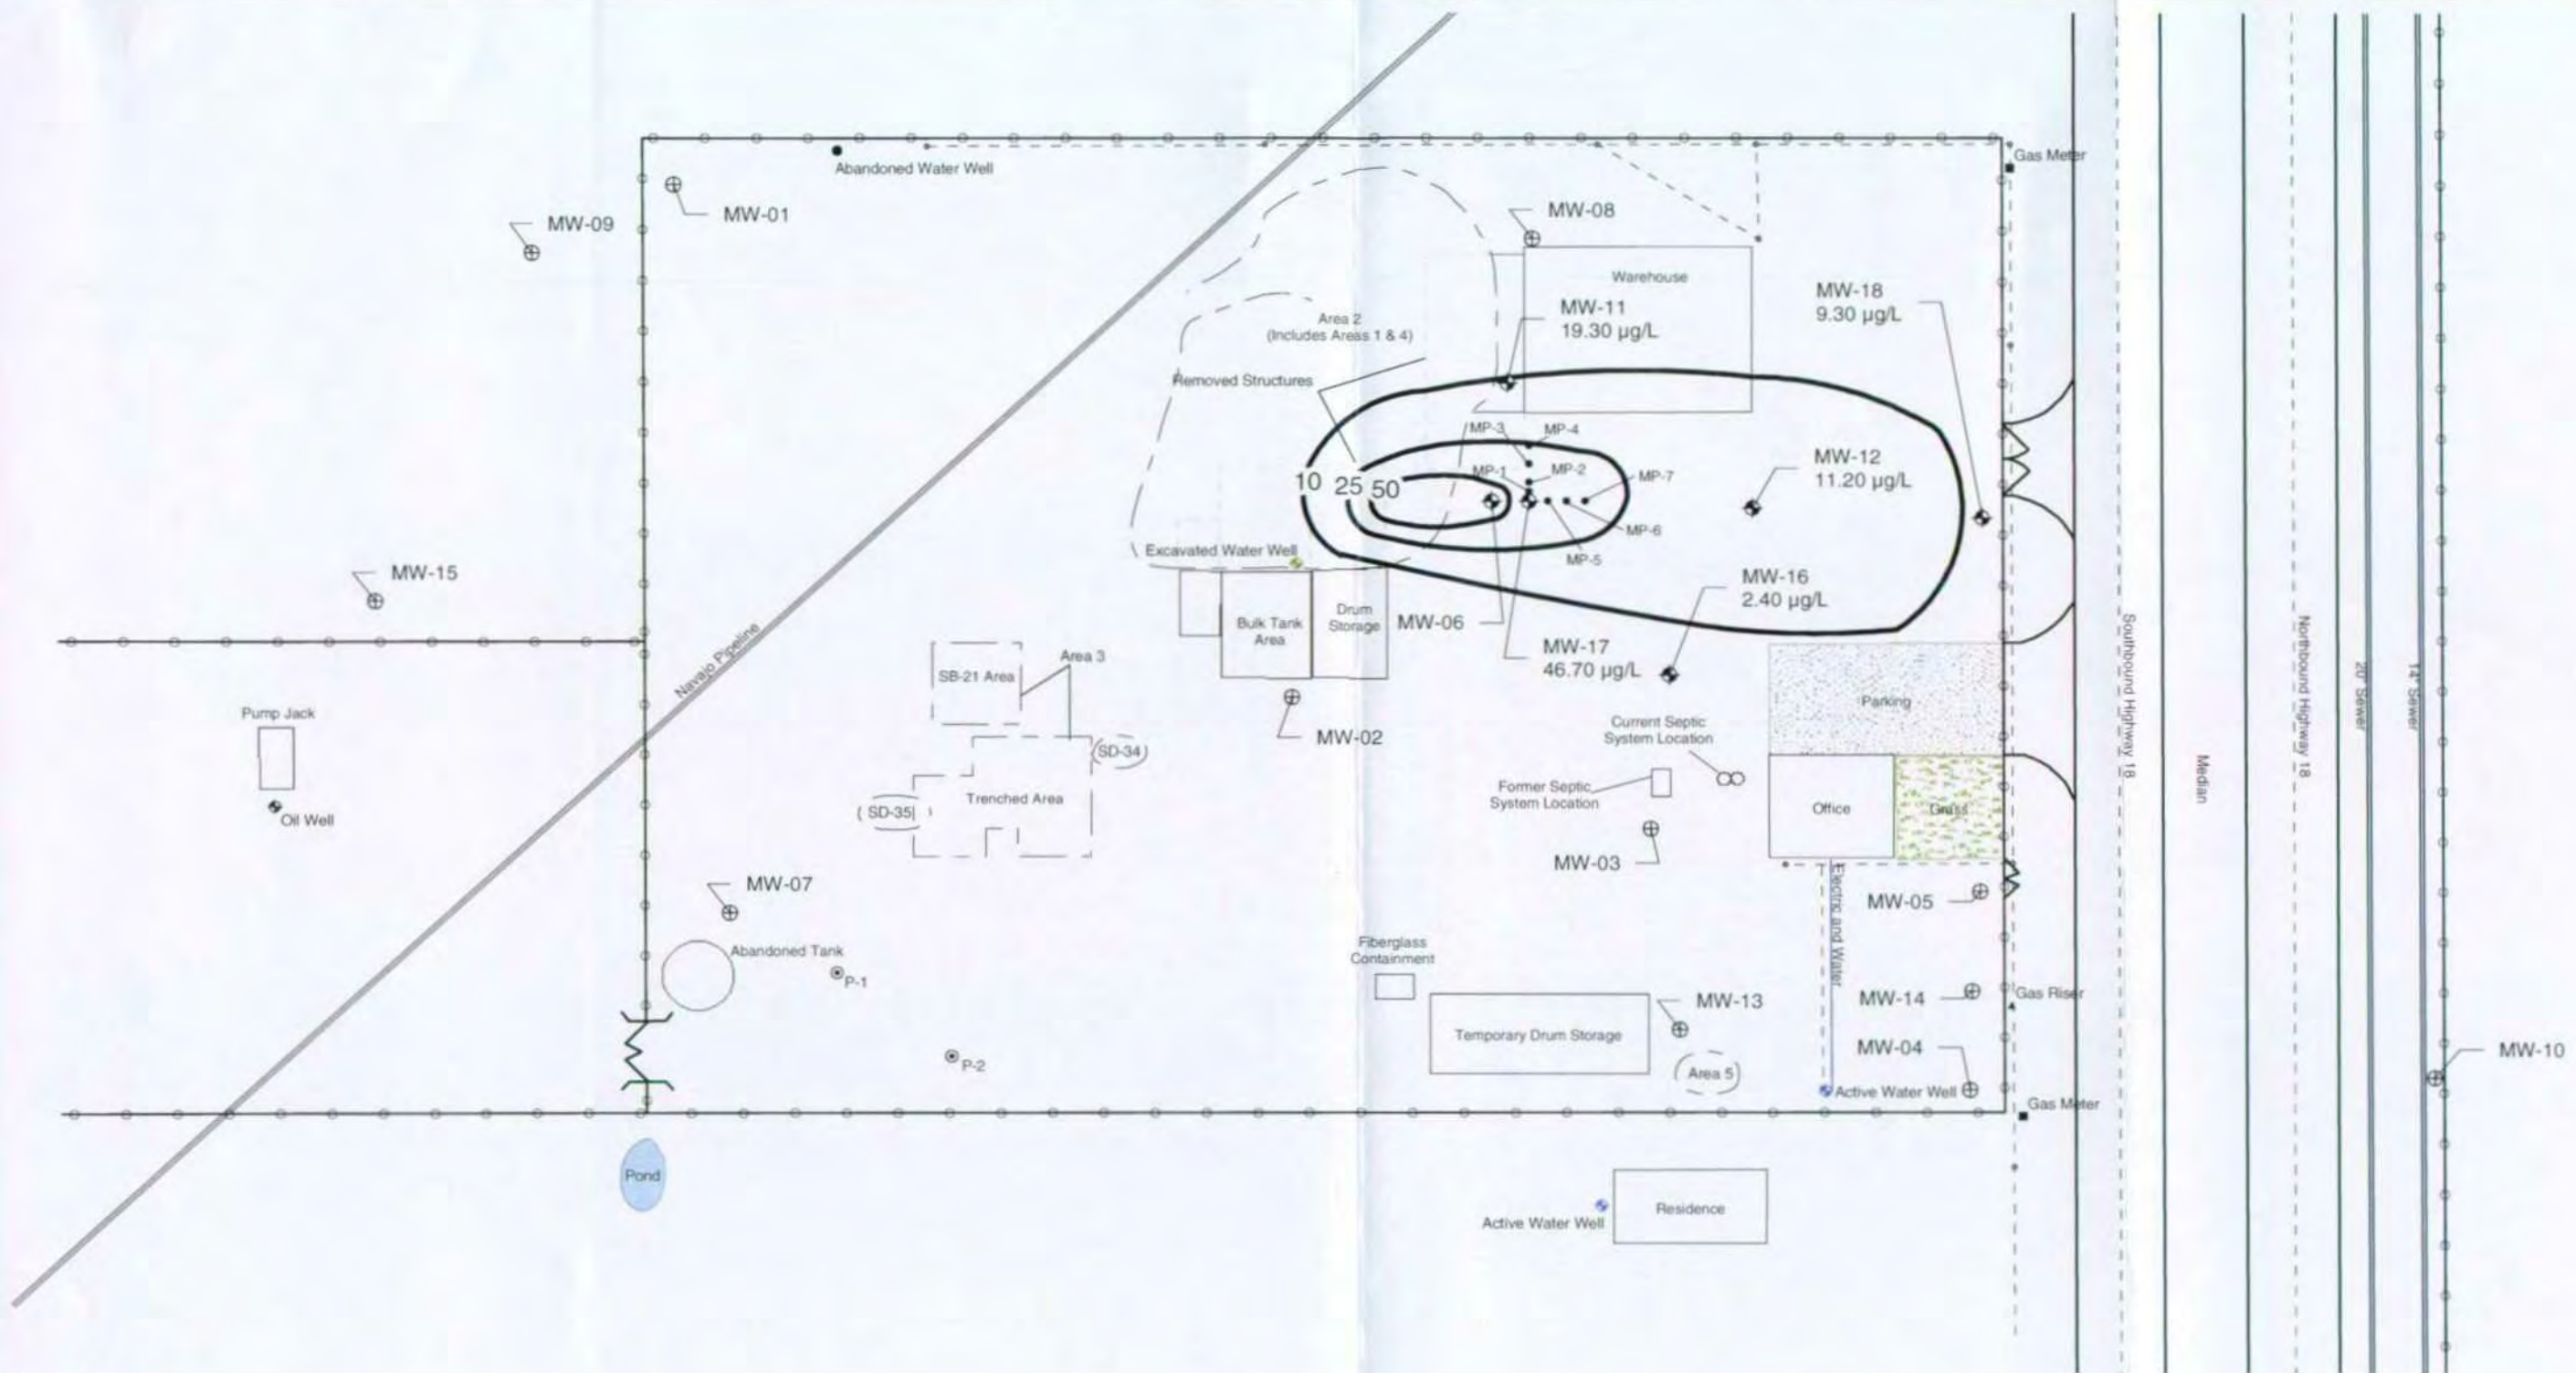 Gas Meter
Abandoned Water Well
MW-01
MW-09
MW-08
Warehouse
MW-11
19.30 µg/L
MW-18
9.30 µg/L
Area 2
(Includes Areas 1 & 4)
Removed Structures
MP-3
MP-4
MP-1
MP-2
MP-7
10
25
50
MW-12
11.20 µg/L
MP-6
MP-5
Excavated Water Well
MW-15
MW-16
2.40 µg/L
Bulk Tank
Area
Drum
Storage
MW-06
MW-17
46.70 µg/L
Navajo Pipeline
Area 3
SB-21 Area
Southbound Highway 18
Median
Northbound Highway 18
20" Sewer
14" Sewer
Parking
Pump Jack
Oil Well
MW-02
Current Septic
System Location
SD-34
Former Septic
System Location
Trenched Area
SD-35
Office
Grass
MW-03
MW-07
MW-05
Electric and Water
Abandoned Tank
P-1
Fiberglass
Containment
MW-13
MW-14
Gas Riser
Temporary Drum Storage
MW-04
MW-10
P-2
Area 5
Active Water Well
Gas Meter
Pond
Active Water Well
Residence